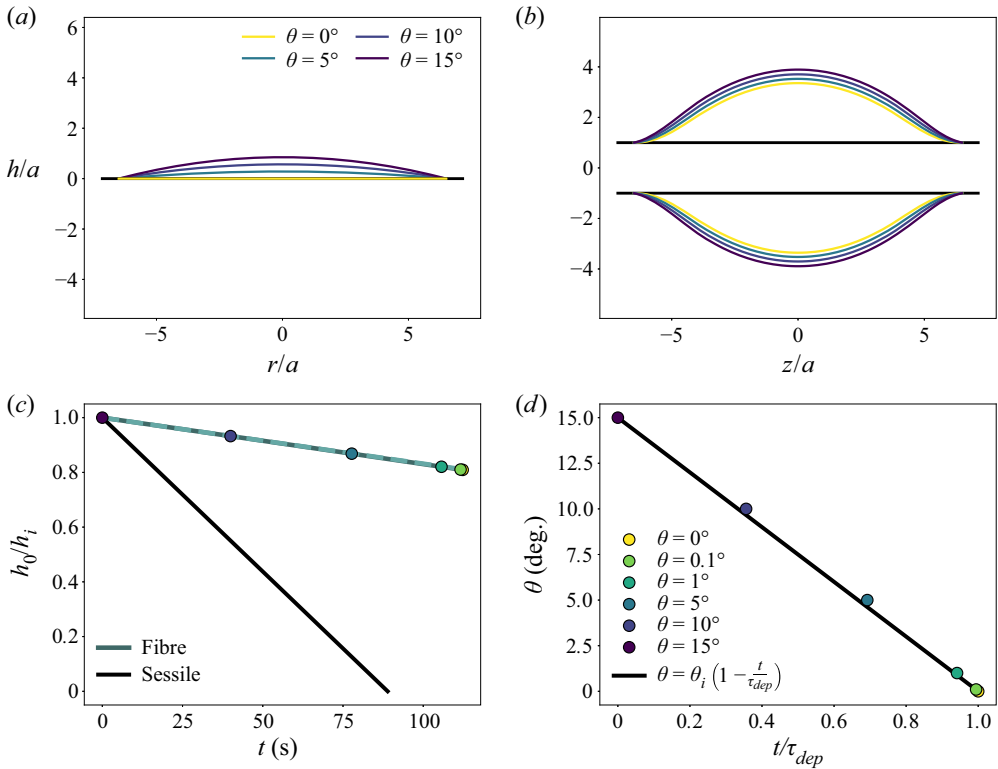 (a)
6
4
2
0
−2
−4
h/a
−5
0
5
r/a
θ = 0°
θ = 10°
θ = 5°
θ = 15°
(b)
4
2
0
−2
−4
−5
0
5
z/a
(c)
1.0
0.8
0.6
0.4
0.2
0
h0/hi
Fibre
Sessile
0
25
50
75
100
t (s)
(d)
15.0
12.5
10.0
7.5
5.0
2.5
0
θ (deg.)
θ = 0°
θ = 0.1°
θ = 1°
θ = 5°
θ = 10°
θ = 15°
θ = θi (1 − t/τdep)
0
0.2
0.4
0.6
0.8
1.0
t/τdep